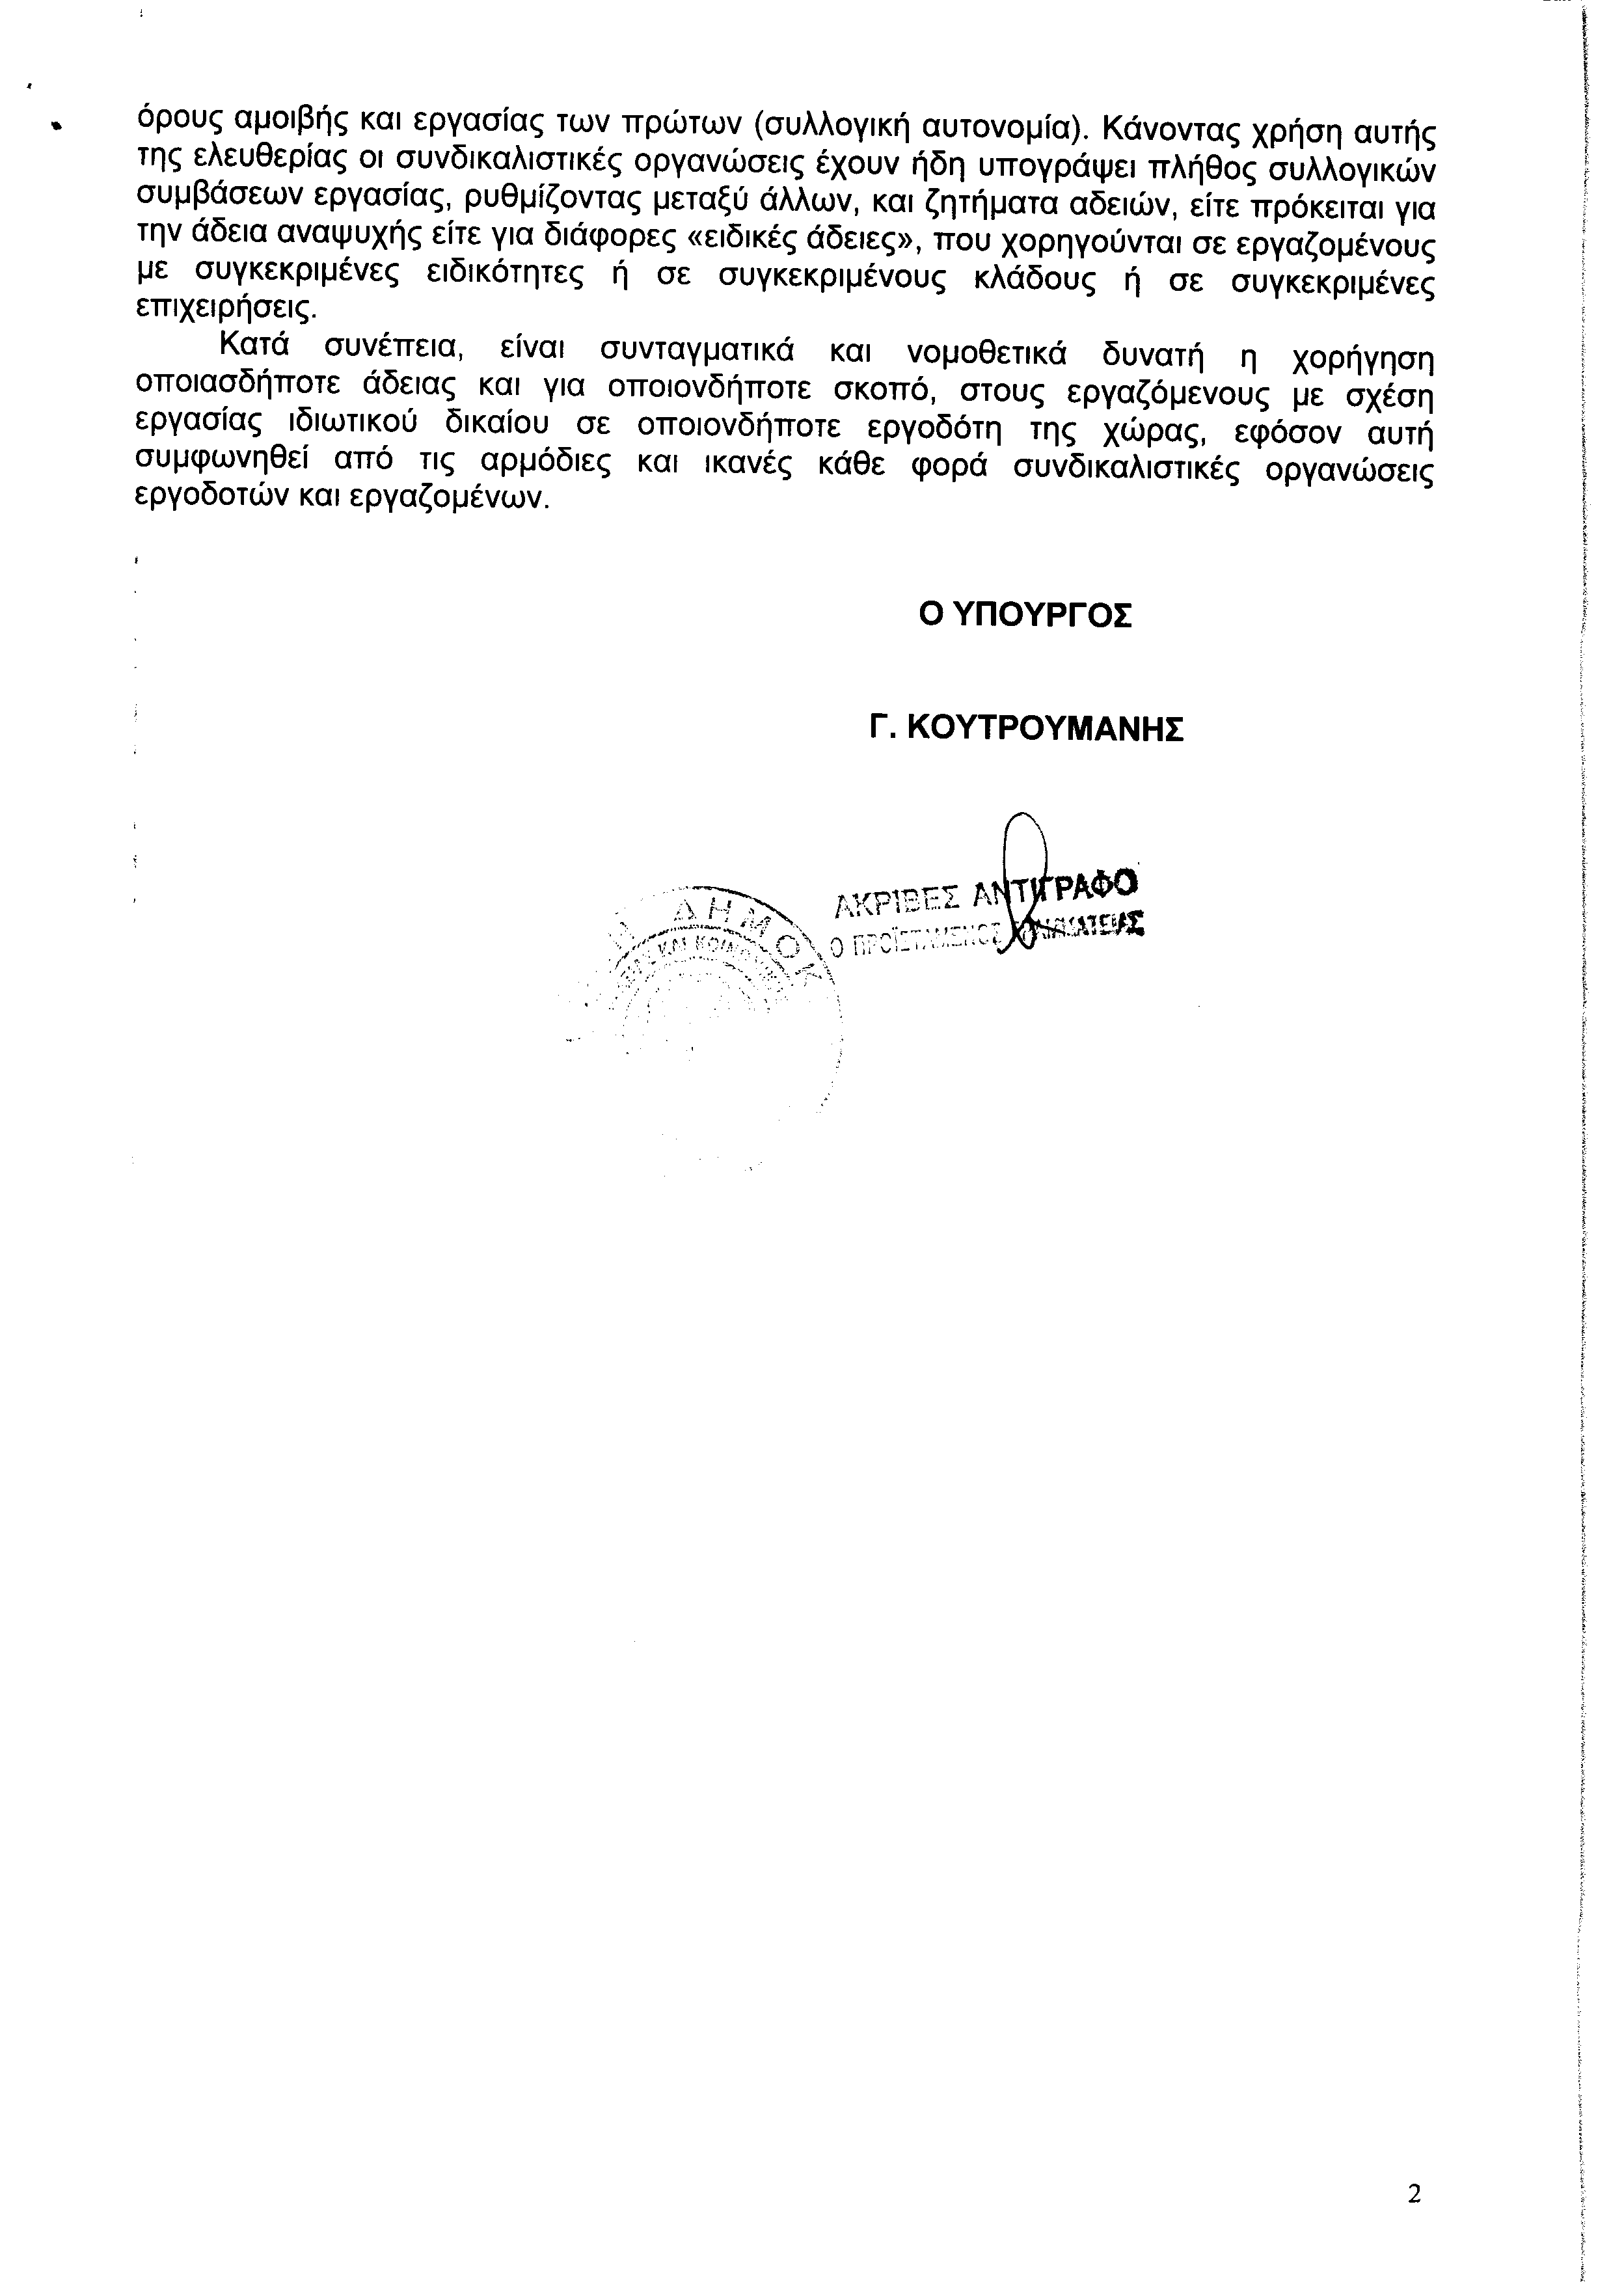 όρους αμοιβής και εργασίας των πρώτων (συλλογική αυτονομία). Κάνοντας χρήση αυτής
της ελευθερίας οι συνδικαλιστικές οργανώσεις έχουν ήδη υπογράψει πλήθος συλλογικών
συμβάσεων εργασίας, ρυθμίζοντας μεταξύ άλλων, και ζητήματα αδειών, είτε πρόκειται για
την άδεια αναψυχής είτε για διάφορες «ειδικές άδειες», που χορηγούνται σε εργαζομένους
με συγκεκριμένες ειδικότητες ή σε συγκεκριμένους κλάδους ή σε συγκεκριμένες
επιχειρήσεις.
Κατά συνέπεια, είναι συνταγματικά και νομοθετικά δυνατή η χορήγηση
οποιασδήποτε άδειας και για οποιονδήποτε σκοπό, στους εργαζόμενους με σχέση
εργασίας ιδιωτικού δικαίου σε οποιονδήποτε εργοδότη της χώρας, εφόσον αυτή
συμφωνηθεί από τις αρμόδιες και ικανές κάθε φορά συνδικαλιστικές οργανώσεις
εργοδοτών και εργαζομένων.
Ο ΥΠΟΥΡΓΟΣ
Γ. ΚΟΥΤΡΟΥΜΑΝΗΣ
ΑΚΡΙΒΕΣ ΑΝΤΙΓΡΑΦΟ
Ο ΠΡΟΪΣΤΑΜΕΝΟΣ
ΔΗΜΟΚ
ΚΑΙ
2